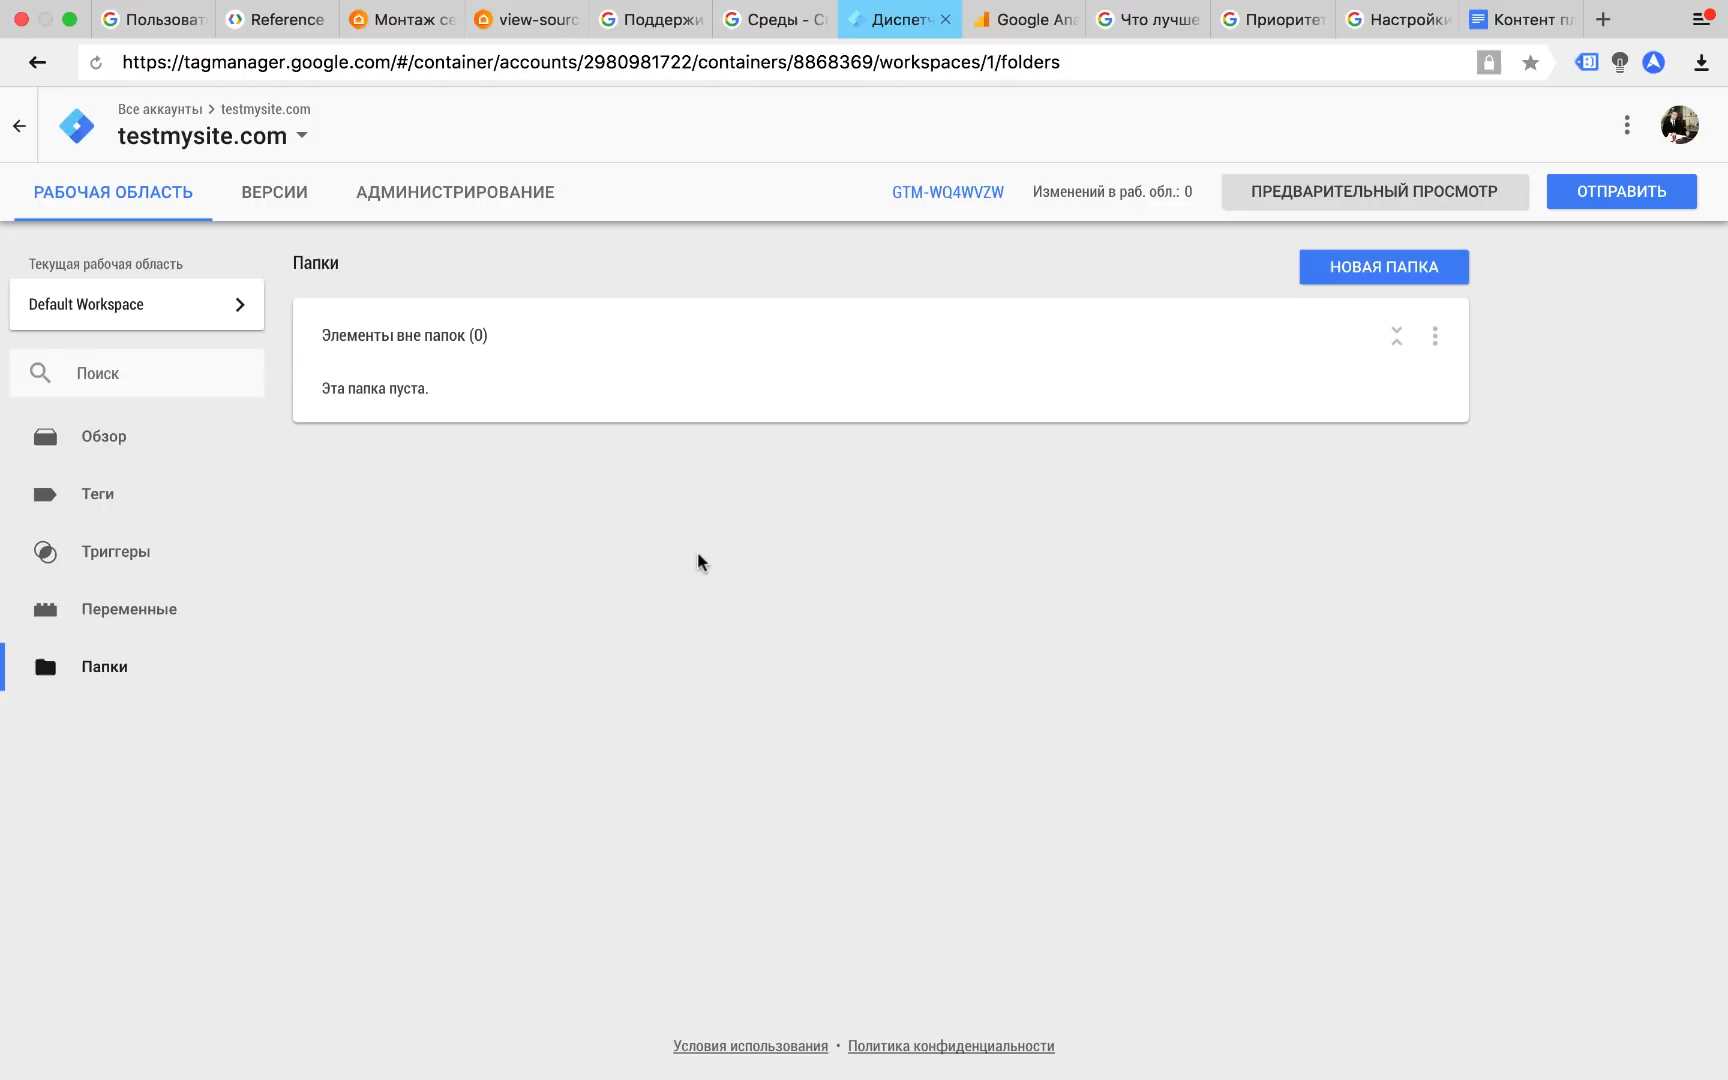 Пользоват
Reference
Монтаж се
view-sourc
Поддержи
Среды - С
Диспетч
Google Ana
Что лучше
Приоритет
Настройки
Контент пл
https://tagmanager.google.com/#/container/accounts/2980981722/containers/8868369/workspaces/1/folders
Все аккаунты > testmysite.com
testmysite.com
РАБОЧАЯ ОБЛАСТЬ
ВЕРСИИ
АДМИНИСТРИРОВАНИЕ
GTM-WQ4WVZW
Изменений в раб. обл.: 0
ПРЕДВАРИТЕЛЬНЫЙ ПРОСМОТР
ОТПРАВИТЬ
Текущая рабочая область
Default Workspace
Поиск
Обзор
Теги
Триггеры
Переменные
Папки
Папки
НОВАЯ ПАПКА
Элементы вне папок (0)
Эта папка пуста.
Условия использования • Политика конфиденциальности